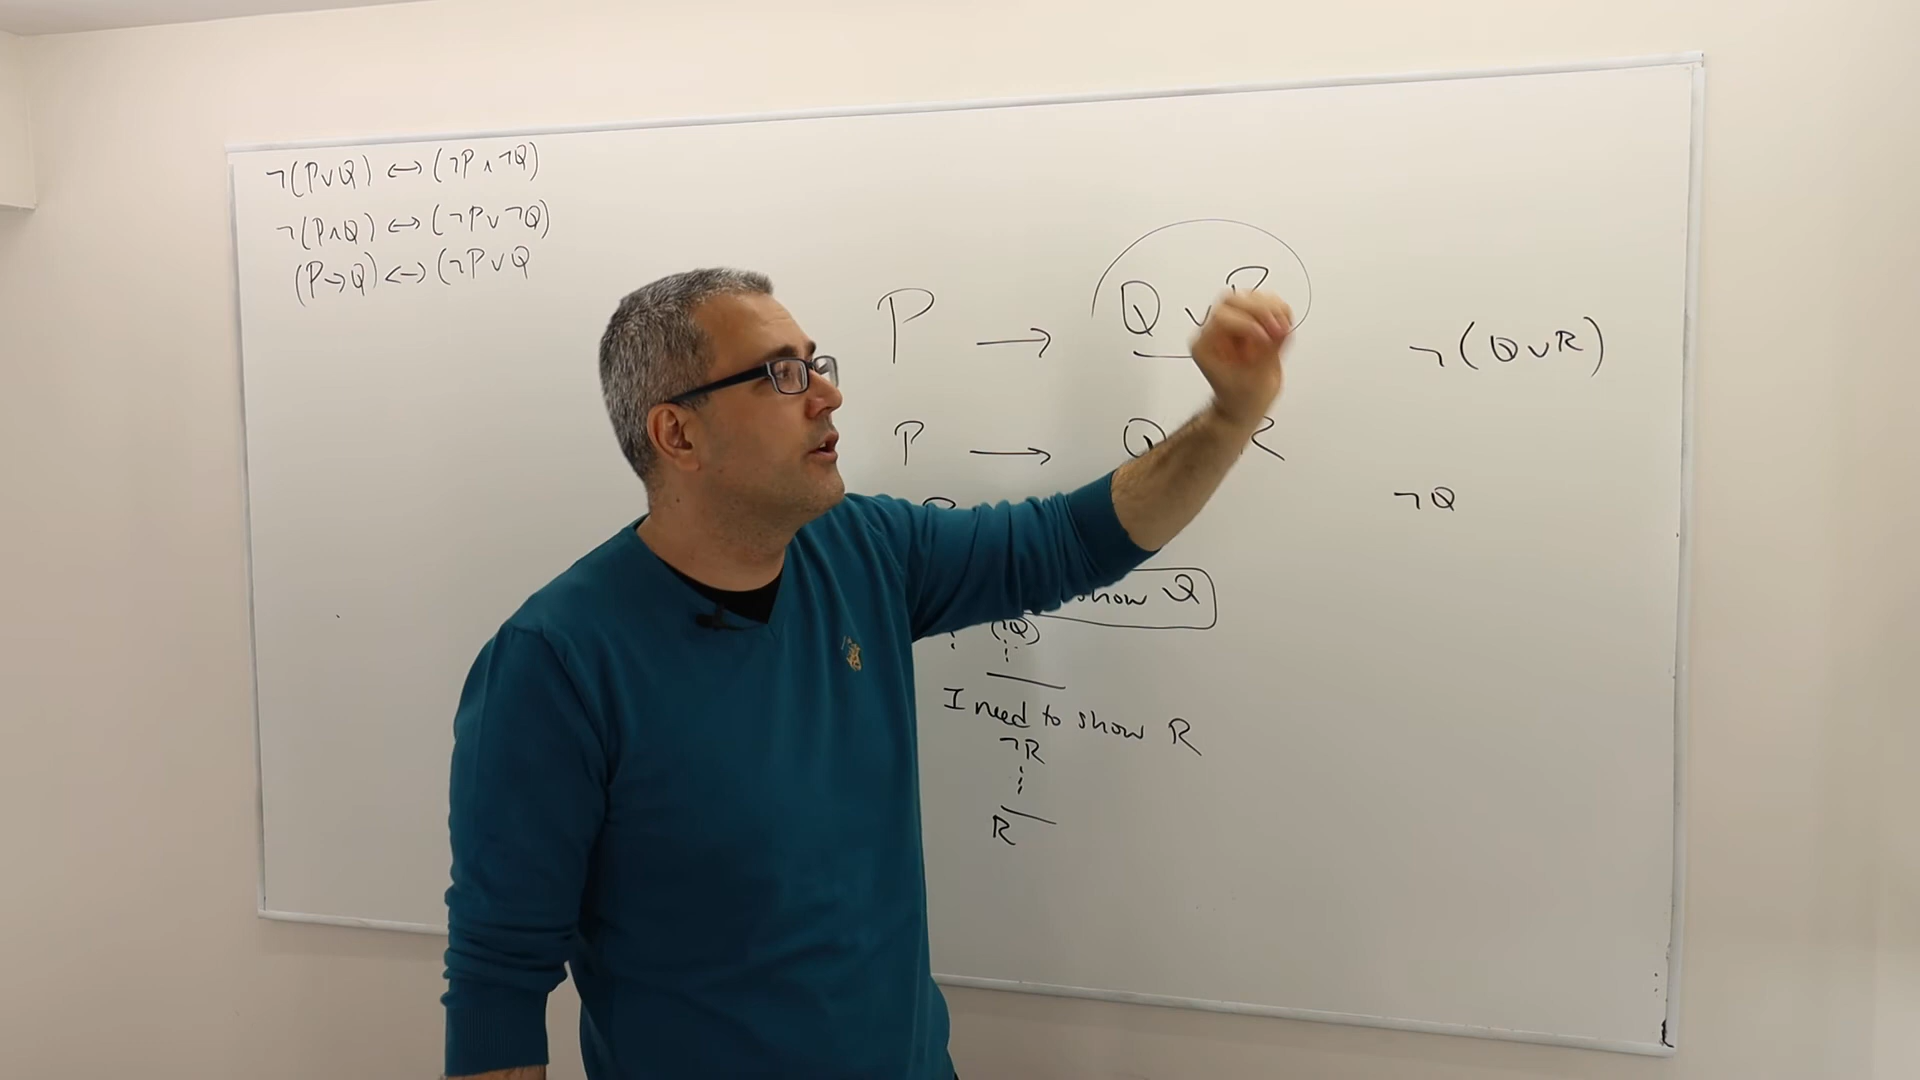 ¬(P∨Q) ↔ (¬P∧¬Q)
¬(P∧Q) ↔ (¬P∨¬Q)
(P→Q) ↔ (¬P∨Q
P → Q ∨
¬(Q∨R)
P → Q R
¬Q
show Q
(¬Q)
I need to show R
¬R
R